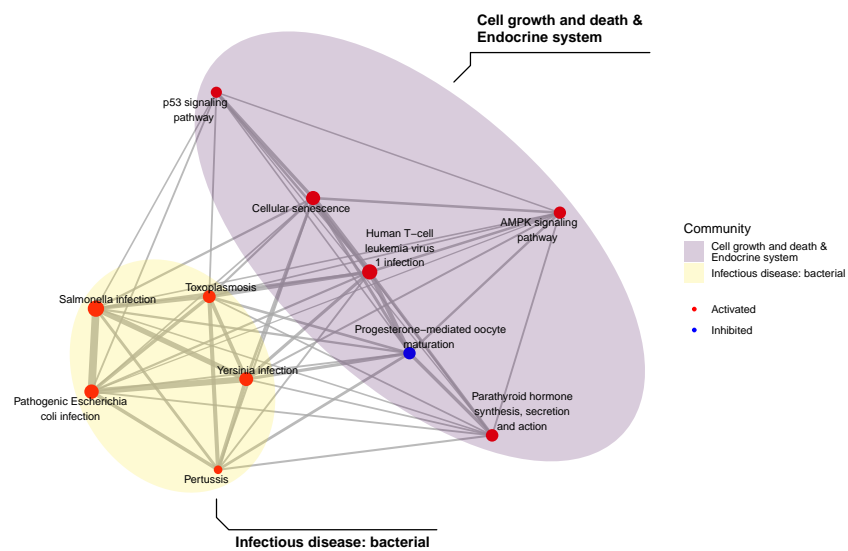 Cell growth and death &
Endocrine system
p53 signaling
pathway
Cellular senescence
AMPK signaling
pathway
Human T−cell
leukemia virus
1 infection
Toxoplasmosis
Salmonella infection
Progesterone−mediated oocyte
maturation
Yersinia infection
Pathogenic Escherichia
coli infection
Parathyroid hormone
synthesis, secretion
and action
Pertussis
Infectious disease: bacterial
Community
Cell growth and death &
Endocrine system
Infectious disease: bacterial
Activated
Inhibited